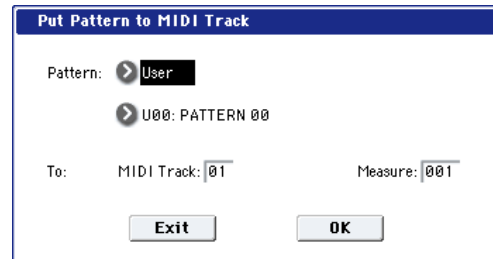 Put Pattern to MIDI Track
Pattern: User
U00: PATTERN 00
To: MIDI Track: 01 Measure: 001
Exit OK